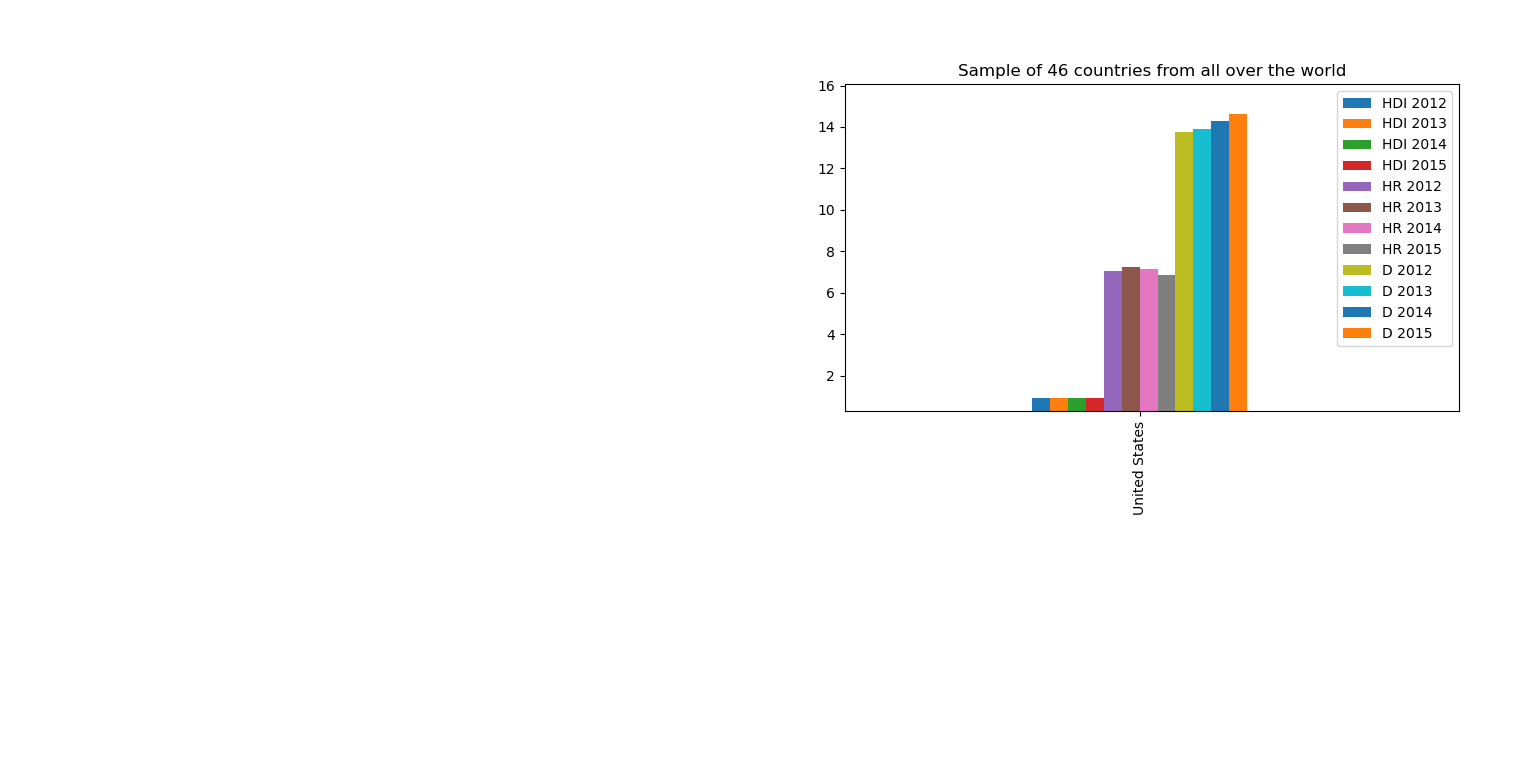 Sample of 46 countries from all over the world
16
14
12
10
8
6
4
2
HDI 2012
HDI 2013
HDI 2014
HDI 2015
HR 2012
HR 2013
HR 2014
HR 2015
D 2012
D 2013
D 2014
D 2015
United States